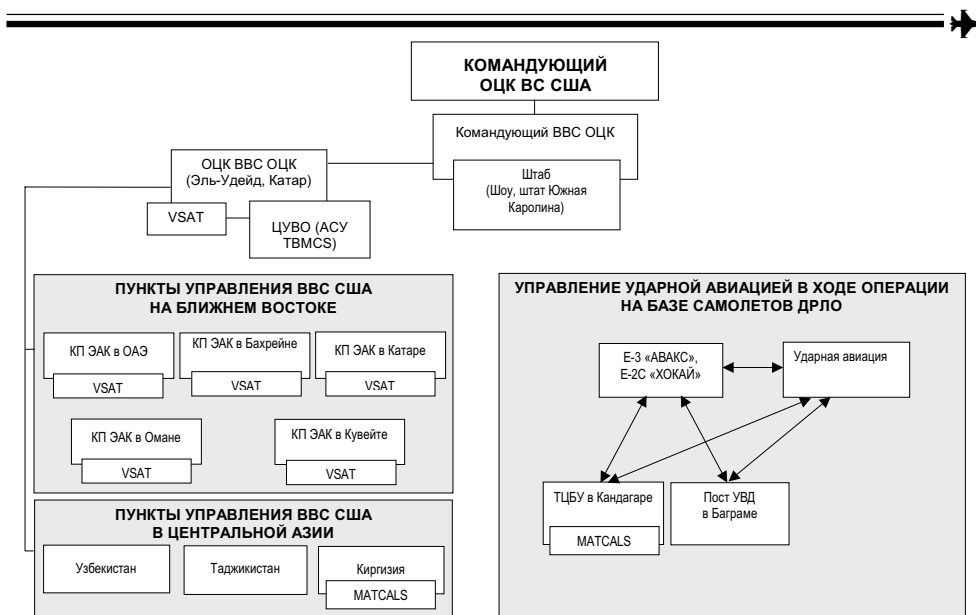 КОМАНДУЮЩИЙ
ОЦК ВС США
Командующий ВВС ОЦК
Штаб
(Шоу, штат Южная
Каролина)
ОЦК ВВС ОЦК
(Эль-Удейд, Катар)
VSAT
ЦУВО (АСУ
TBMCS)
ПУНКТЫ УПРАВЛЕНИЯ ВВС США
НА БЛИЖНЕМ ВОСТОКЕ
КП ЭАК в ОАЭ
VSAT
КП ЭАК в Бахрейне
VSAT
КП ЭАК в Катаре
VSAT
КП ЭАК в Омане
VSAT
КП ЭАК в Кувейте
VSAT
ПУНКТЫ УПРАВЛЕНИЯ ВВС США
В ЦЕНТРАЛЬНОЙ АЗИИ
Узбекистан
Таджикистан
Киргизия
MATCALS
УПРАВЛЕНИЕ УДАРНОЙ АВИАЦИЕЙ В ХОДЕ ОПЕРАЦИИ
НА БАЗЕ САМОЛЕТОВ ДРЛО
Е-3 «АВАКС»,
Е-2С «ХОКАЙ»
Ударная авиация
ТЦБУ в Кандагаре
MATCALS
Пост УВД
в Баграме